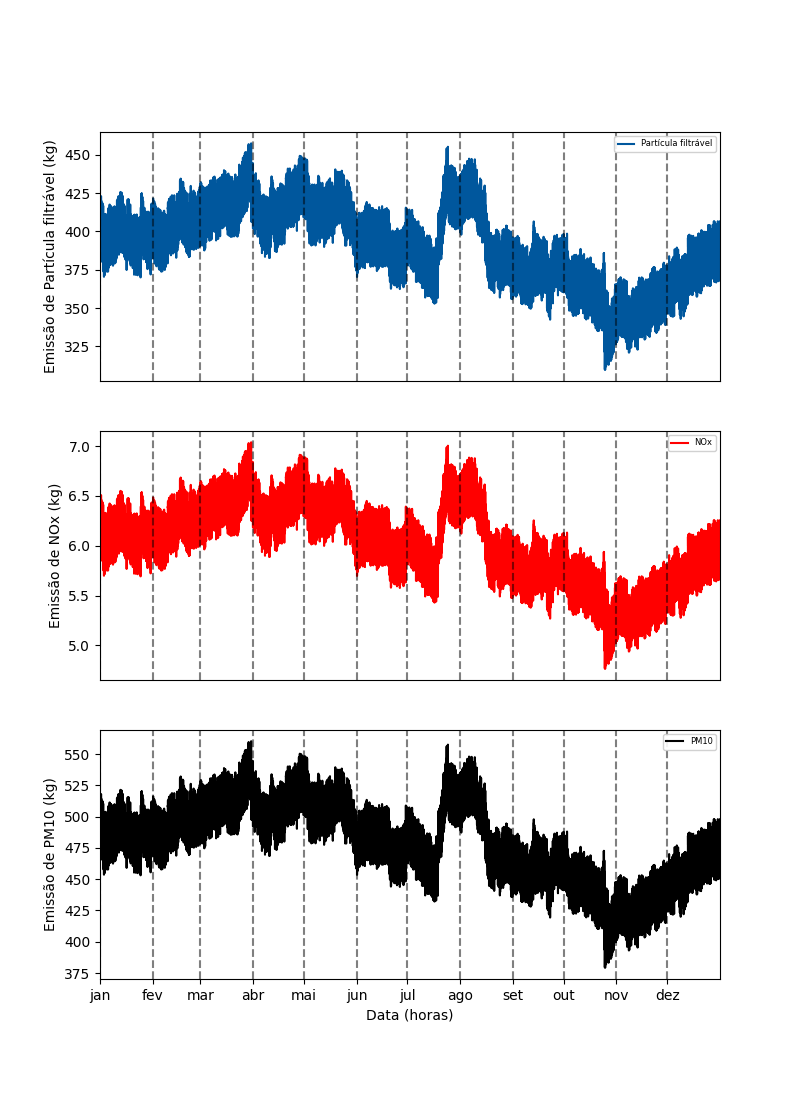 Emissão de Partícula filtrável (kg)
450
425
400
375
350
325
Partícula filtrável
Emissão de NOx (kg)
7.0
6.5
6.0
5.5
5.0
NOx
Emissão de PM10 (kg)
550
525
500
475
450
425
400
375
PM10
jan fev mar abr mai jun jul ago set out nov dez
Data (horas)